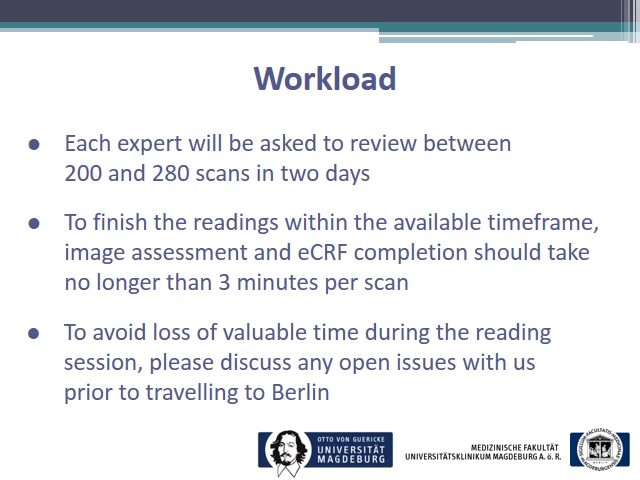 Workload
● Each expert will be asked to review between
200 and 280 scans in two days
● To finish the readings within the available timeframe,
image assessment and eCRF completion should take
no longer than 3 minutes per scan
● To avoid loss of valuable time during the reading
session, please discuss any open issues with us
prior to travelling to Berlin
OTTO VON GUERICKE
UNIVERSITÄT
MAGDEBURG
MEDIZINISCHE FAKULTÄT
UNIVERSITÄTSKLINIKUM MAGDEBURG A. ö. R.